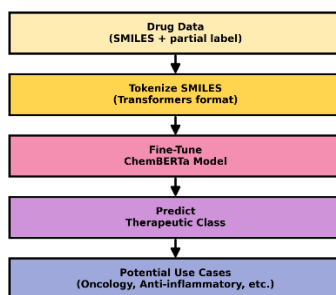 Drug Data
(SMILES + partial label)
Tokenize SMILES
(Transformers format)
Fine-Tune
ChemBERTa Model
Predict
Therapeutic Class
Potential Use Cases
(Oncology, Anti-inflammatory, etc.)